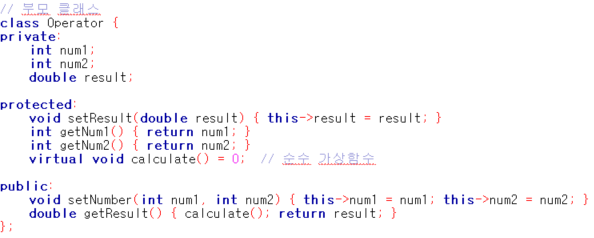 // 부모 클래스
class Operator {
private:
    int num1;
    int num2;
    double result;

protected:
    void setResult(double result) { this->result = result; }
    int getNum1() { return num1; }
    int getNum2() { return num2; }
    virtual void calculate() = 0;  // 순수 가상함수

public:
    void setNumber(int num1, int num2) { this->num1 = num1; this->num2 = num2; }
    double getResult() { calculate(); return result; }
};